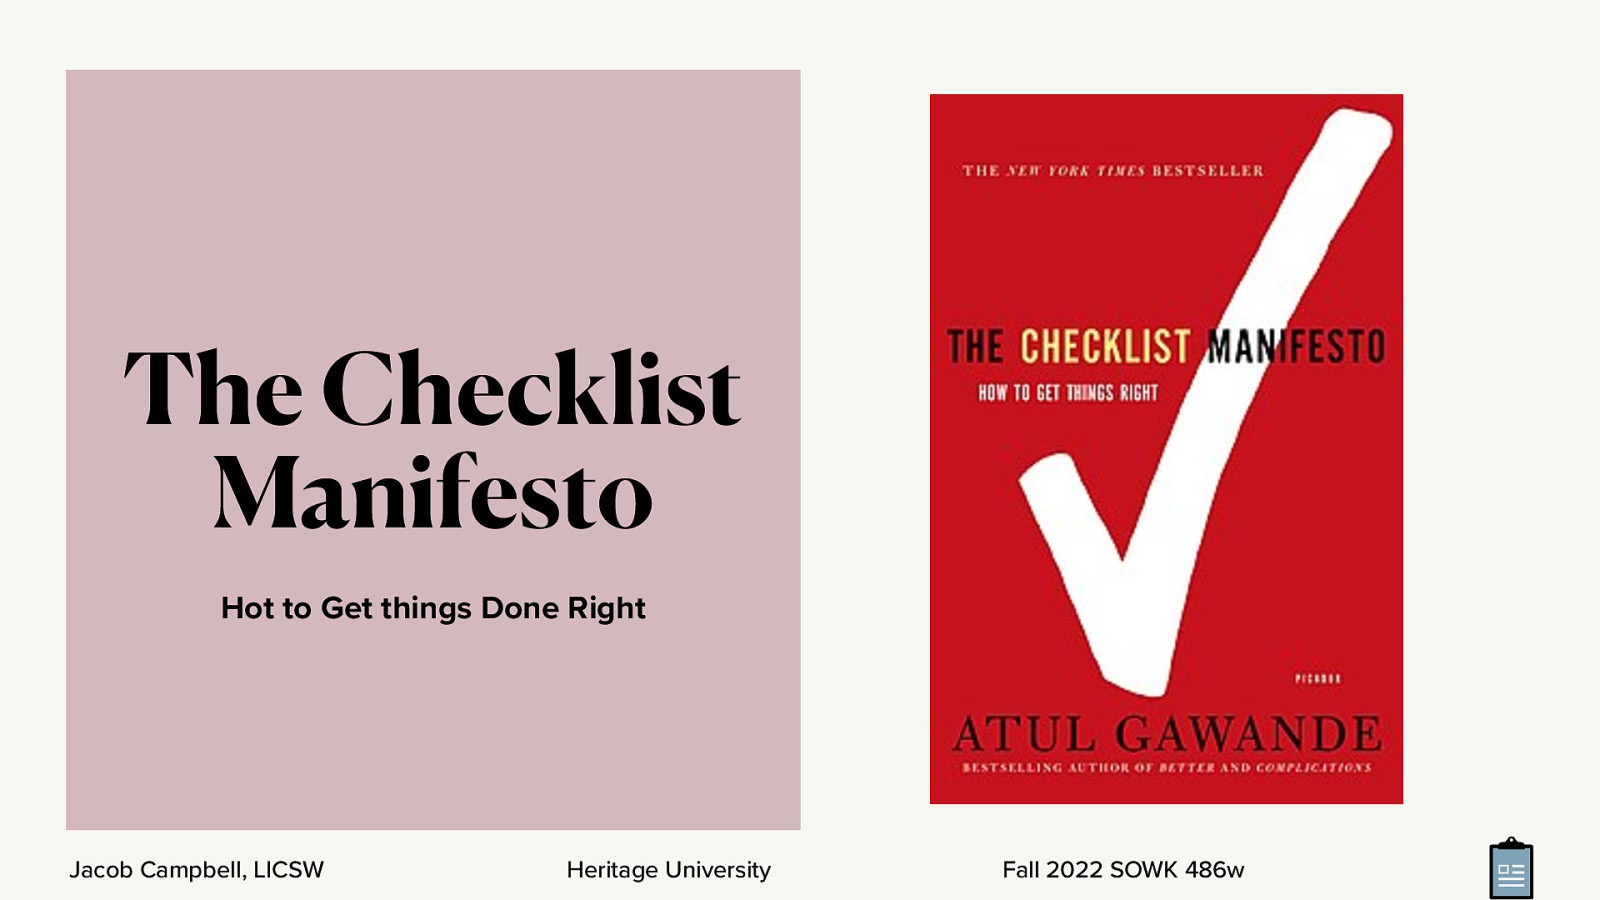 The Checklist
Manifesto
Hot to Get things Done Right
THE NEW YORK TIMES BESTSELLER
THE CHECKLIST MANIFESTO
HOW TO GET THINGS RIGHT
PICADOR
ATUL GAWANDE
BESTSELLING AUTHOR OF BETTER AND COMPLICATIONS
Jacob Campbell, LICSW
Heritage University
Fall 2022 SOWK 486w